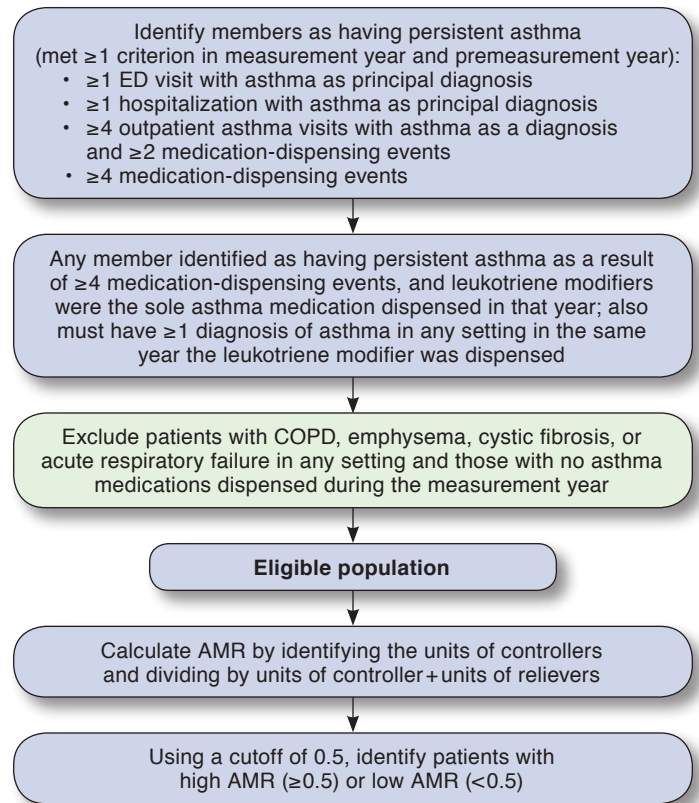 Identify members as having persistent asthma
(met ≥1 criterion in measurement year and premeasurement year):
• ≥1 ED visit with asthma as principal diagnosis
• ≥1 hospitalization with asthma as principal diagnosis
• ≥4 outpatient asthma visits with asthma as a diagnosis
and ≥2 medication-dispensing events
• ≥4 medication-dispensing events
Any member identified as having persistent asthma as a result
of ≥4 medication-dispensing events, and leukotriene modifiers
were the sole asthma medication dispensed in that year; also
must have ≥1 diagnosis of asthma in any setting in the same
year the leukotriene modifier was dispensed
Exclude patients with COPD, emphysema, cystic fibrosis, or
acute respiratory failure in any setting and those with no asthma
medications dispensed during the measurement year
Eligible population
Calculate AMR by identifying the units of controllers
and dividing by units of controller+units of relievers
Using a cutoff of 0.5, identify patients with
high AMR (≥0.5) or low AMR (<0.5)